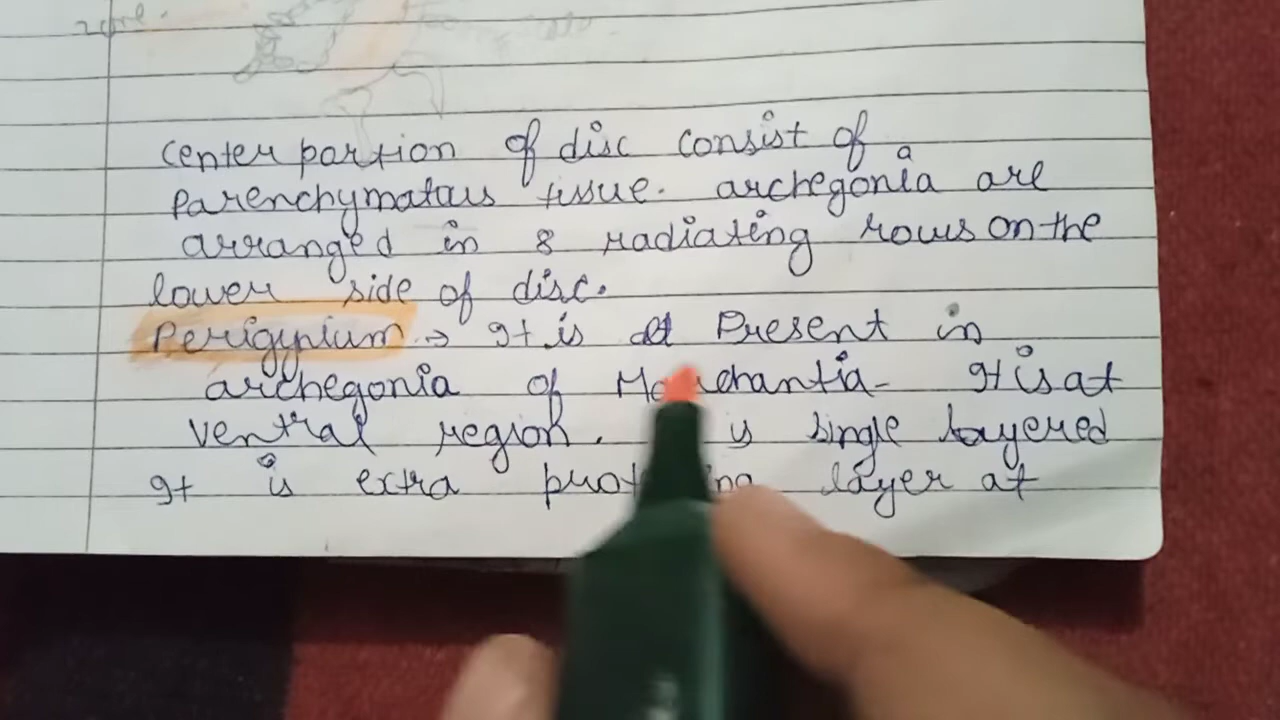 zone.
center portion of disc consist of
Parenchymatous tissue. archegonia are
arranged in 8 radiating rows on the
lower side of disc.
Perigynium → It is Present in
archegonia of Marchantia- It is at
ventral region. is single layered
It is extra layer at